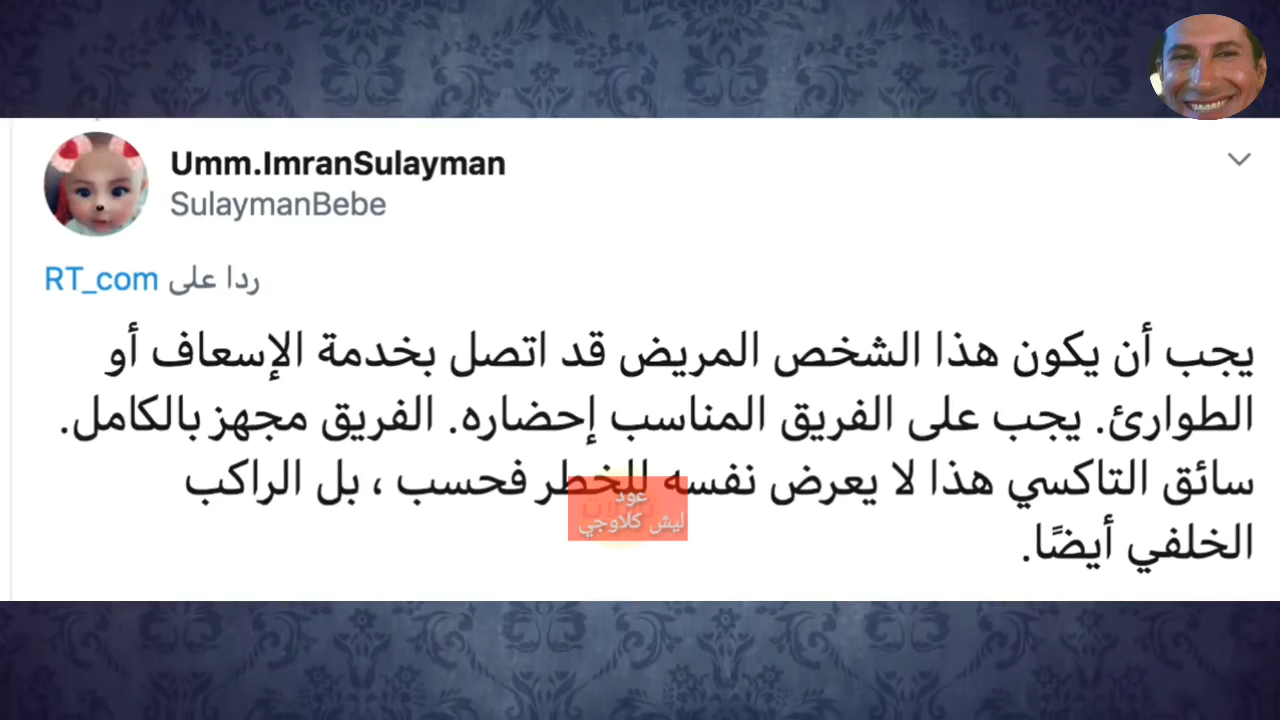 Umm.ImranSulayman
SulaymanBebe
ردا على RT_com
يجب أن يكون هذا الشخص المريض قد اتصل بخدمة الإسعاف أو
الطوارئ. يجب على الفريق المناسب إحضاره. الفريق مجهز بالكامل.
سائق التاكسي هذا لا يعرض نفسه للخطر فحسب ، بل الراكب
الخلفي أيضًا.
عود
ليش كلاوجي